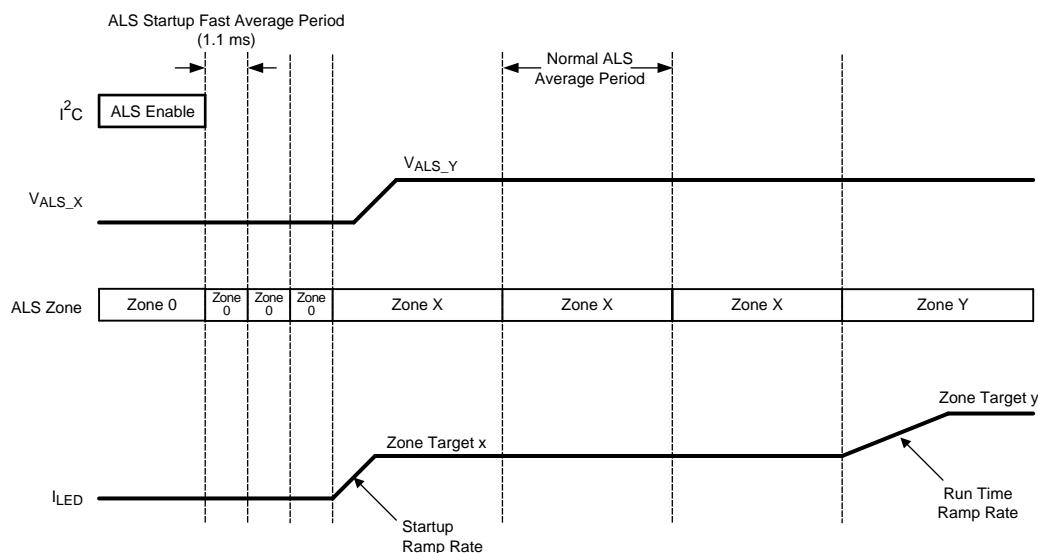 ALS Startup Fast Average Period
(1.1 ms)
Normal ALS
Average Period
I²C
ALS Enable
VALS_Y
VALS_X
ALS Zone
Zone 0
Zone
0
Zone
0
Zone
0
Zone X
Zone X
Zone X
Zone Y
Zone Target y
Zone Target x
ILED
Startup
Ramp Rate
Run Time
Ramp Rate